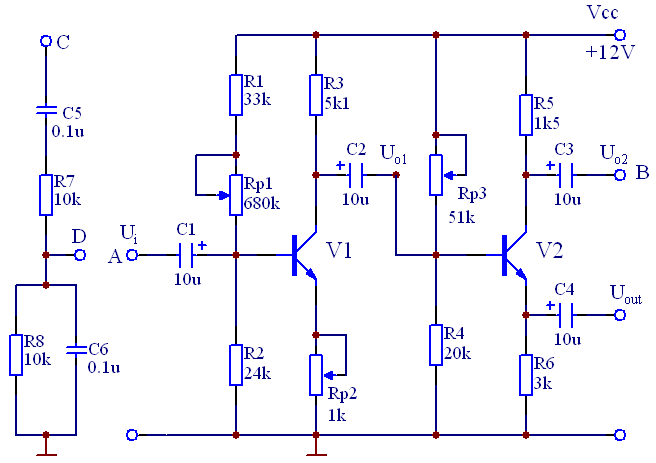 Vcc
+12V
C
C5
0.1u
R7
10k
D
R8
10k
C6
0.1u
Ui
A
C1
+
10u
R1
33k
Rp1
680k
R2
24k
R3
5k1
V1
Rp2
1k
C2
+
10u
Uo1
Rp3
51k
R4
20k
R5
1k5
C3
+
10u
Uo2
B
V2
C4
+
10u
Uout
R6
3k